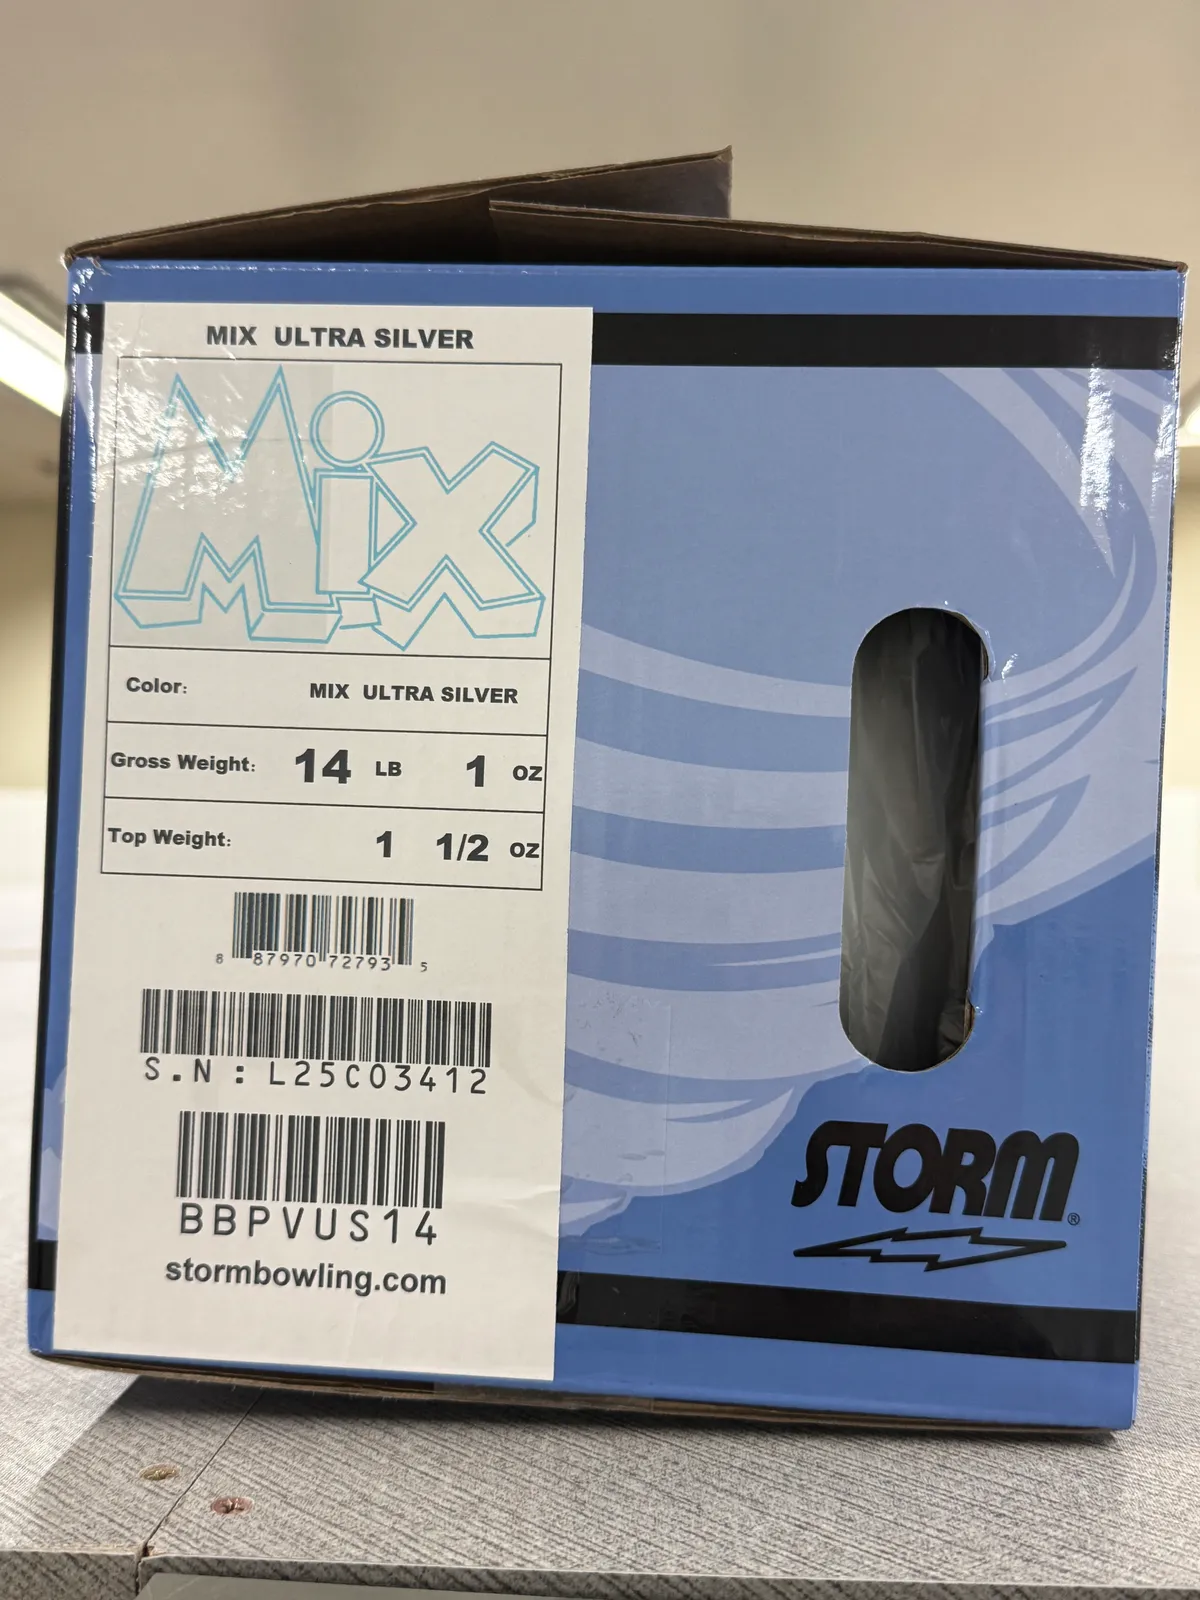 MIX ULTRA SILVER
Mix
Color: MIX ULTRA SILVER
Gross Weight: 14 LB 1 OZ
Top Weight: 1 1/2 OZ
8 87970 72793 5
S.N: L25C03412
BBPVUS14
stormbowling.com
STORM®